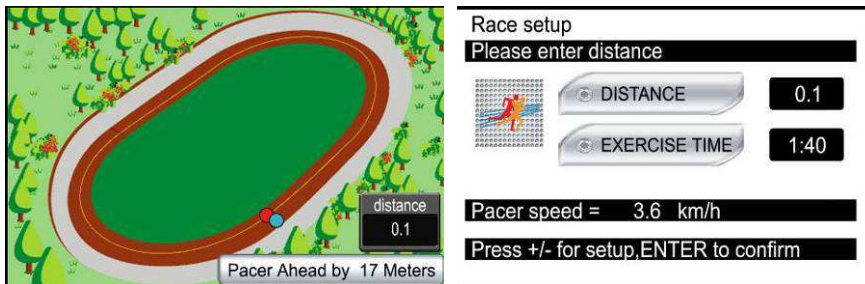 distance
0.1
Pacer Ahead by 17 Meters
Race setup
Please enter distance
DISTANCE 0.1
EXERCISE TIME 1:40
Pacer speed = 3.6 km/h
Press +/- for setup,ENTER to confirm